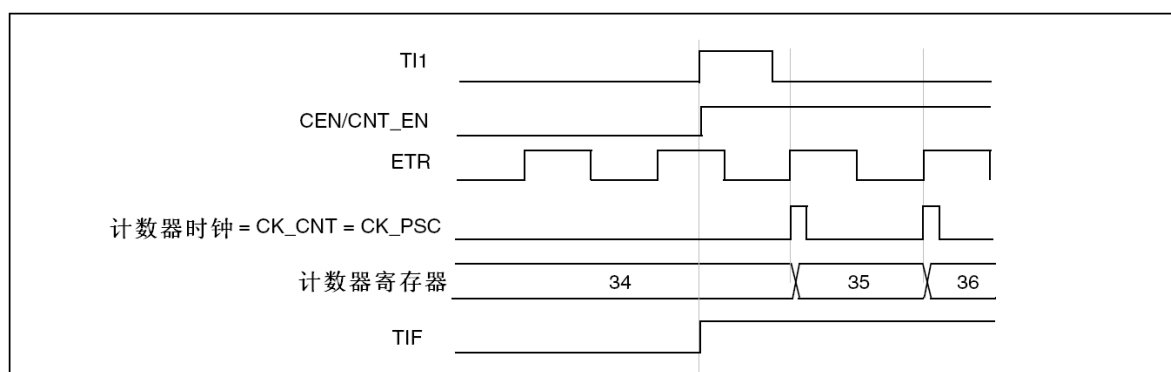 TI1
CEN/CNT_EN
ETR
计数器时钟 = CK_CNT = CK_PSC
计数器寄存器 34 35 36
TIF